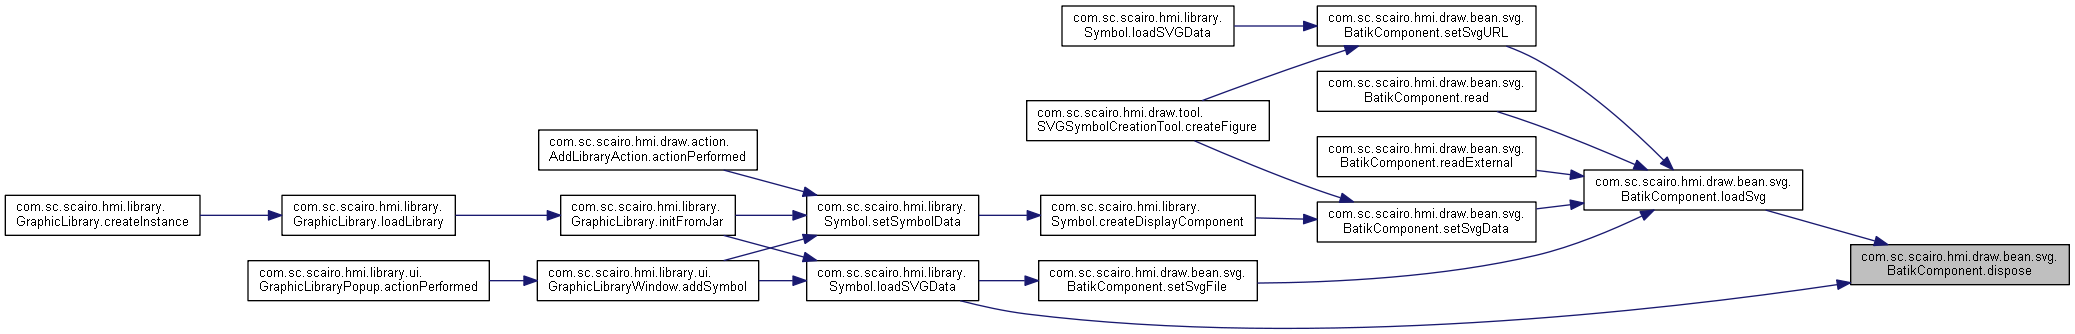 com.sc.scairo.hmi.library.
Symbol.loadSVGData
com.sc.scairo.hmi.draw.bean.svg.
BatikComponent.setSvgURL
com.sc.scairo.hmi.draw.bean.svg.
BatikComponent.read
com.sc.scairo.hmi.draw.tool.
SVGSymbolCreationTool.createFigure
com.sc.scairo.hmi.draw.action.
AddLibraryAction.actionPerformed
com.sc.scairo.hmi.draw.bean.svg.
BatikComponent.readExternal
com.sc.scairo.hmi.draw.bean.svg.
BatikComponent.loadSvg
com.sc.scairo.hmi.library.
GraphicLibrary.createInstance
com.sc.scairo.hmi.library.
GraphicLibrary.loadLibrary
com.sc.scairo.hmi.library.
GraphicLibrary.initFromJar
com.sc.scairo.hmi.library.
Symbol.setSymbolData
com.sc.scairo.hmi.library.
Symbol.createDisplayComponent
com.sc.scairo.hmi.draw.bean.svg.
BatikComponent.setSvgData
com.sc.scairo.hmi.draw.bean.svg.
BatikComponent.dispose
com.sc.scairo.hmi.library.ui.
GraphicLibraryPopup.actionPerformed
com.sc.scairo.hmi.library.ui.
GraphicLibraryWindow.addSymbol
com.sc.scairo.hmi.library.
Symbol.loadSVGData
com.sc.scairo.hmi.draw.bean.svg.
BatikComponent.setSvgFile